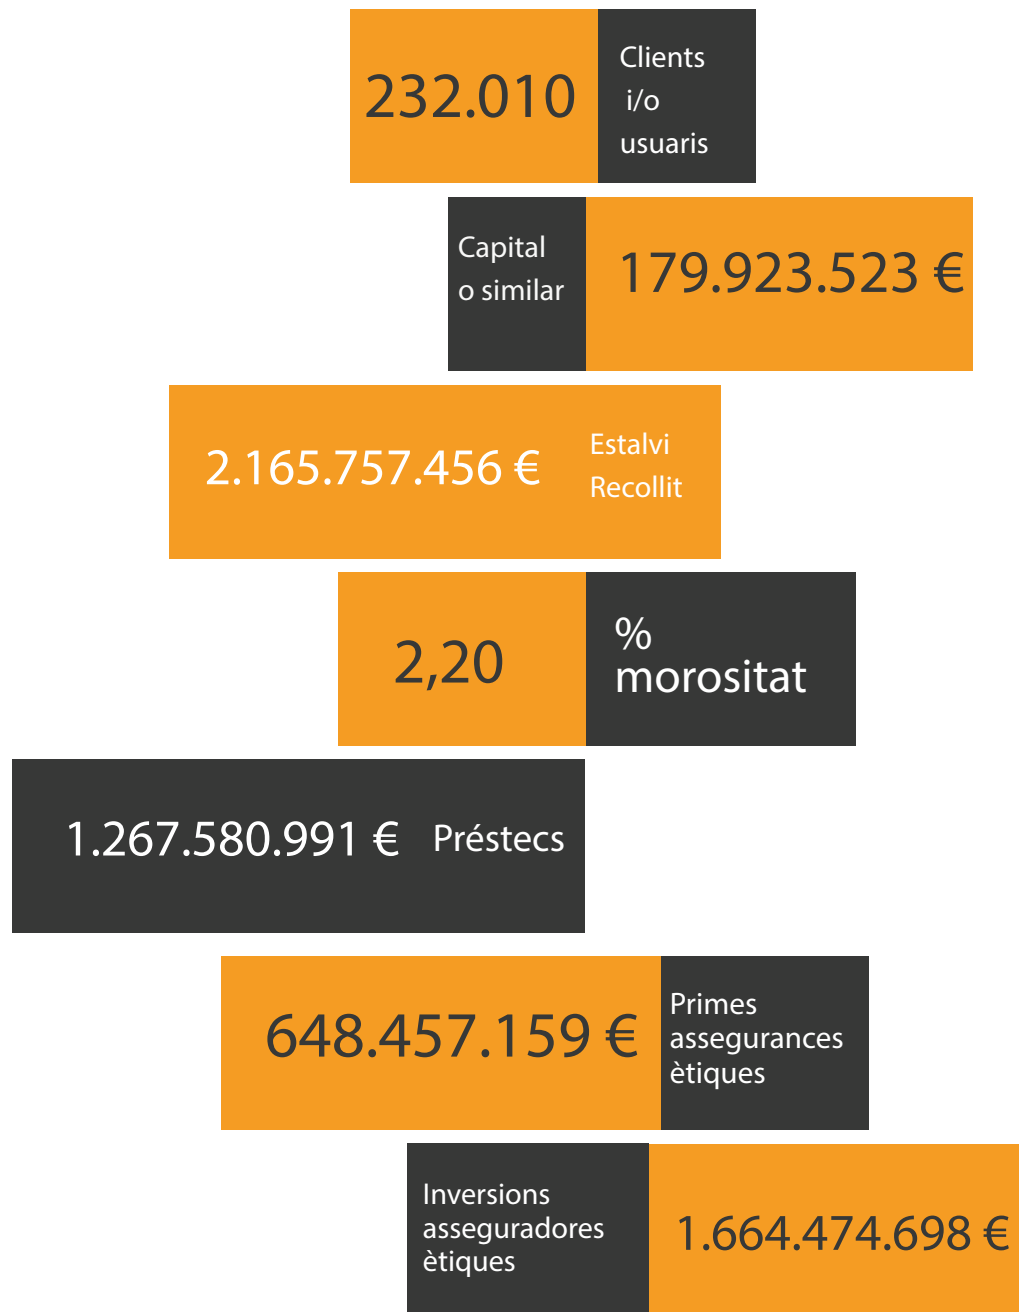 232.010
Clients
i/o
usuaris
Capital
o similar
179.923.523 €
2.165.757.456 €
Estalvi
Recollit
2,20
%
morositat
1.267.580.991 €
Préstecs
648.457.159 €
Primes
assegurances
ètiques
Inversions
asseguradores
ètiques
1.664.474.698 €